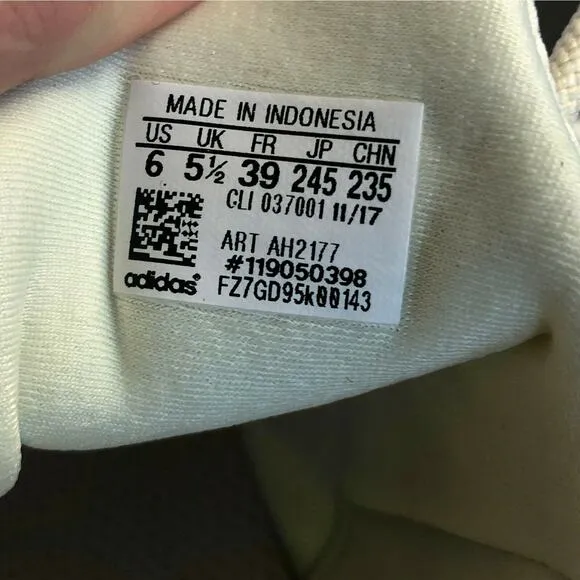 MADE IN INDONESIA
US UK FR JP CHN
6 5½ 39 245 235
CLI 037001 11/17
ART AH2177
#119050398
adidas FZ7GD95k00143